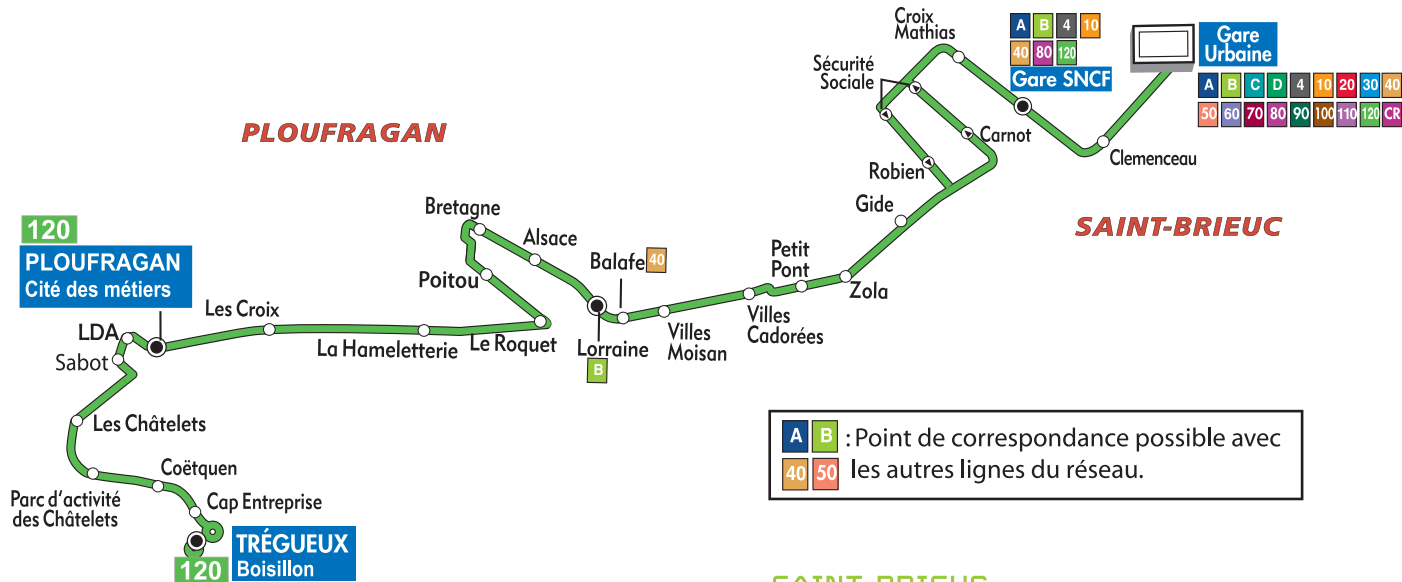 Croix
Mathias
A B 4 10
40 80 120
Gare SNCF
Gare
Urbaine
A B C D 4 10 20 30 40
50 60 70 80 90 100 110 120 CR
Sécurité
Sociale
PLOUFRAGAN
Carnot
Clemenceau
Robien
Bretagne
Gide
SAINT-BRIEUC
120
PLOUFRAGAN
Cité des métiers
Alsace
Balafe 40
Petit
Pont
Poitou
Zola
Les Croix
Villes
Cadorées
LDA
La Hameletterie
Le Roquet
Lorraine
B
Villes
Moisan
Sabot
Les Châtelets
A B : Point de correspondance possible avec
40 50 les autres lignes du réseau.
Coëtquen
Parc d'activité
des Châtelets
Cap Entreprise
TRÉGUEUX
120 Boisillon
SAINT-BRIEUC